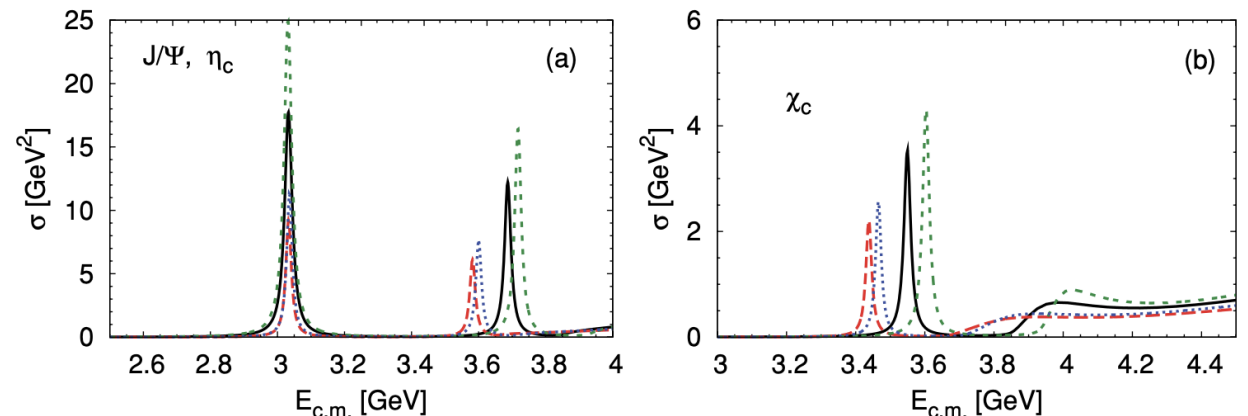 J/Ψ, η_c
(a)
σ [GeV²]
25
20
15
10
5
0
2.6 2.8 3 3.2 3.4 3.6 3.8 4
E_c.m. [GeV]
(b)
χ_c
σ [GeV²]
6
4
2
0
3 3.2 3.4 3.6 3.8 4 4.2 4.4
E_c.m. [GeV]